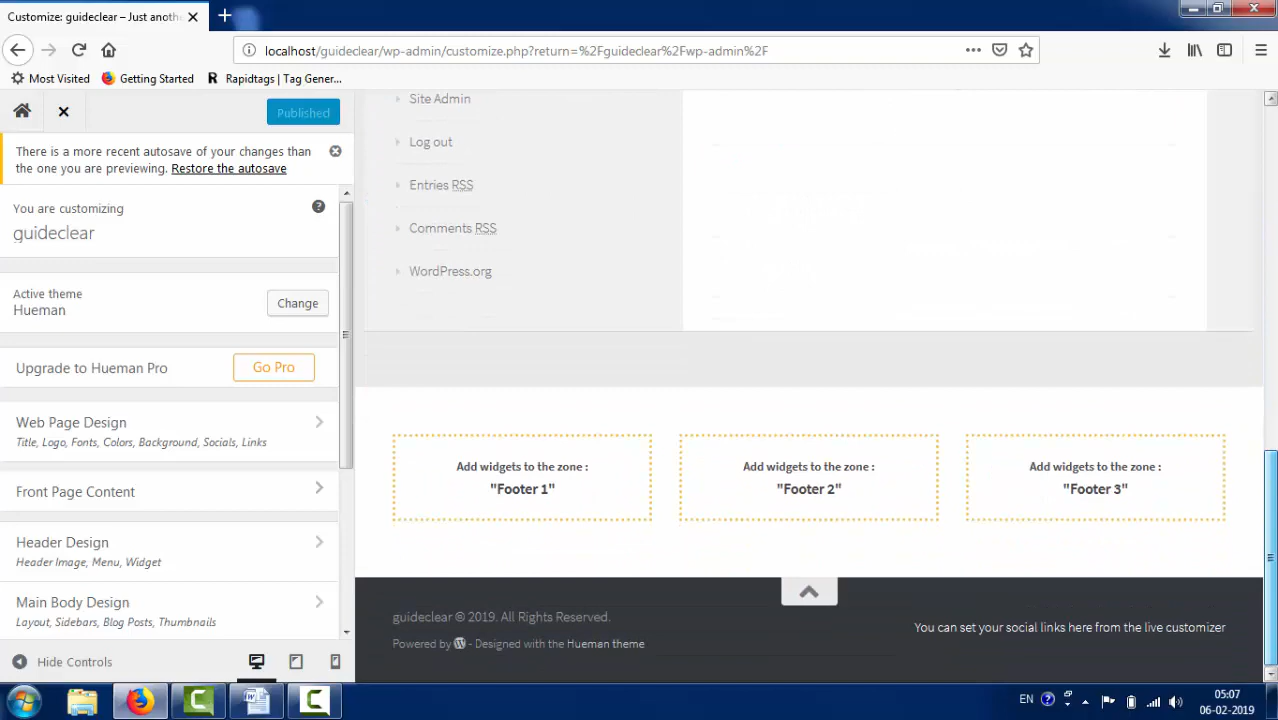 Customize: guideclear – Just anoth
localhost/guideclear/wp-admin/customize.php?return=%2Fguideclear%2Fwp-admin%2F
Most Visited
Getting Started
R Rapidtags | Tag Gener...
Published
There is a more recent autosave of your changes than
the one you are previewing. Restore the autosave
You are customizing
guideclear
Active theme
Hueman
Change
Upgrade to Hueman Pro
Go Pro
Web Page Design
Title, Logo, Fonts, Colors, Background, Socials, Links
Front Page Content
Header Design
Header Image, Menu, Widget
Main Body Design
Layout, Sidebars, Blog Posts, Thumbnails
Hide Controls
Site Admin
Log out
Entries RSS
Comments RSS
WordPress.org
Add widgets to the zone :
"Footer 1"
Add widgets to the zone :
"Footer 2"
Add widgets to the zone :
"Footer 3"
guideclear © 2019. All Rights Reserved.
Powered by - Designed with the Hueman theme
You can set your social links here from the live customizer
EN
05:07
06-02-2019